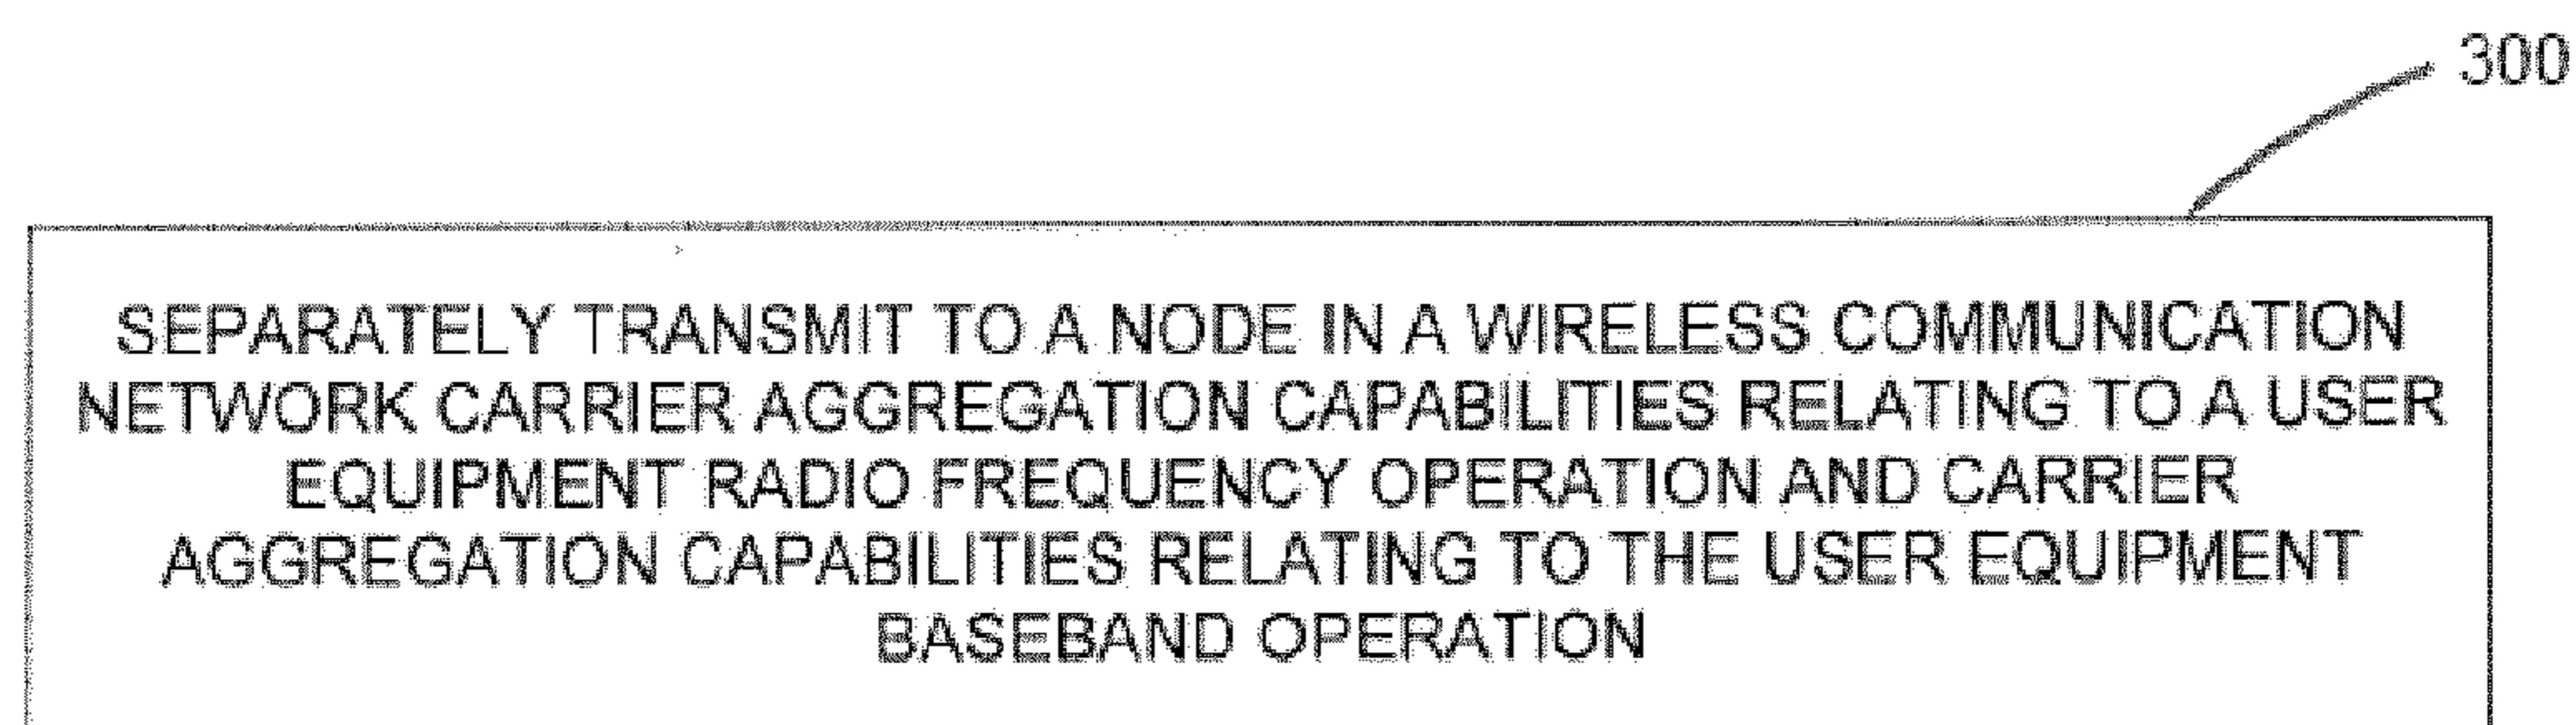 300
SEPARATELY TRANSMIT TO A NODE IN A WIRELESS COMMUNICATION
NETWORK CARRIER AGGREGATION CAPABILITIES RELATING TO A USER
EQUIPMENT RADIO FREQUENCY OPERATION AND CARRIER
AGGREGATION CAPABILITIES RELATING TO THE USER EQUIPMENT
BASEBAND OPERATION